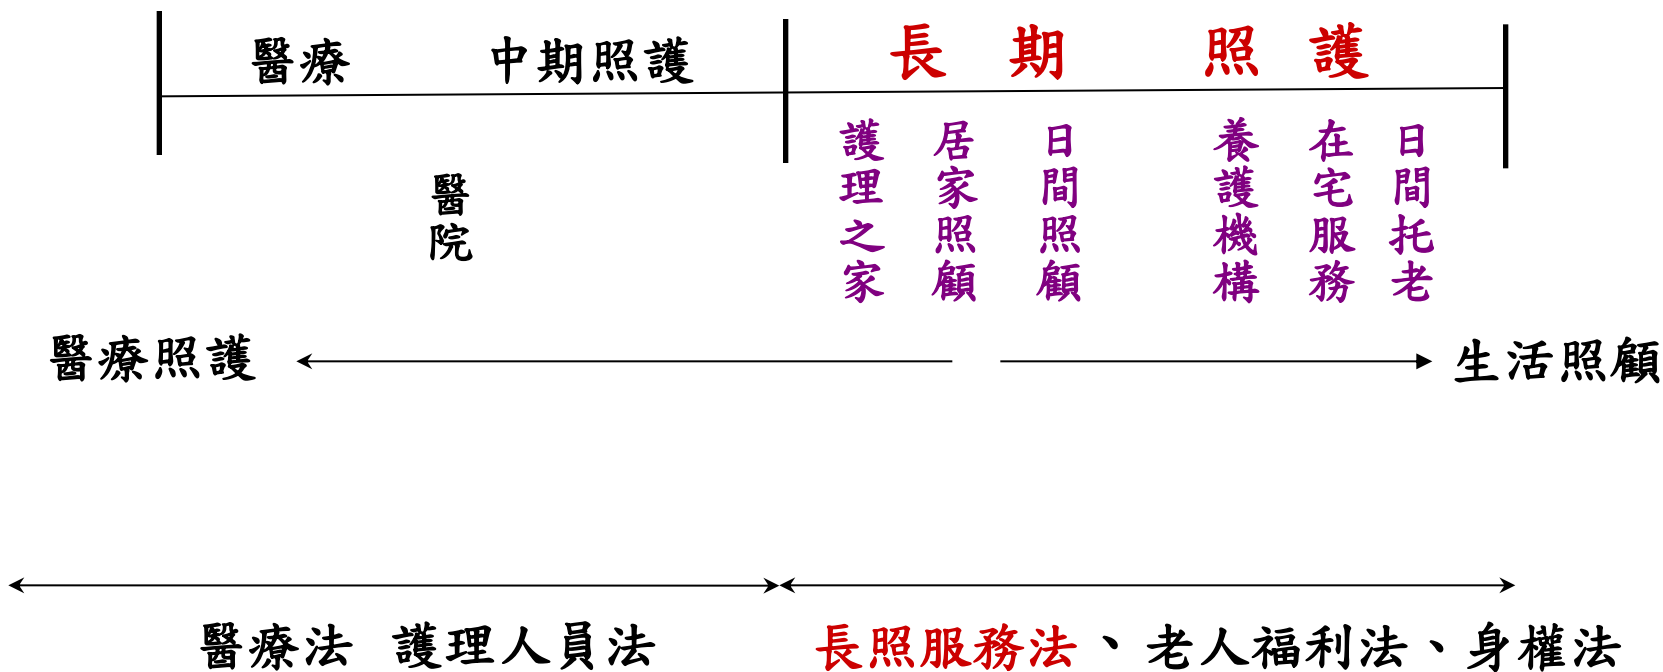 醫療 中期照護 長期照護
護理之家
居家照顧
日間照顧
養護機構
在宅服務
日間托老
醫院
醫療照護 生活照顧
醫療法 護理人員法 長照服務法、老人福利法、身權法